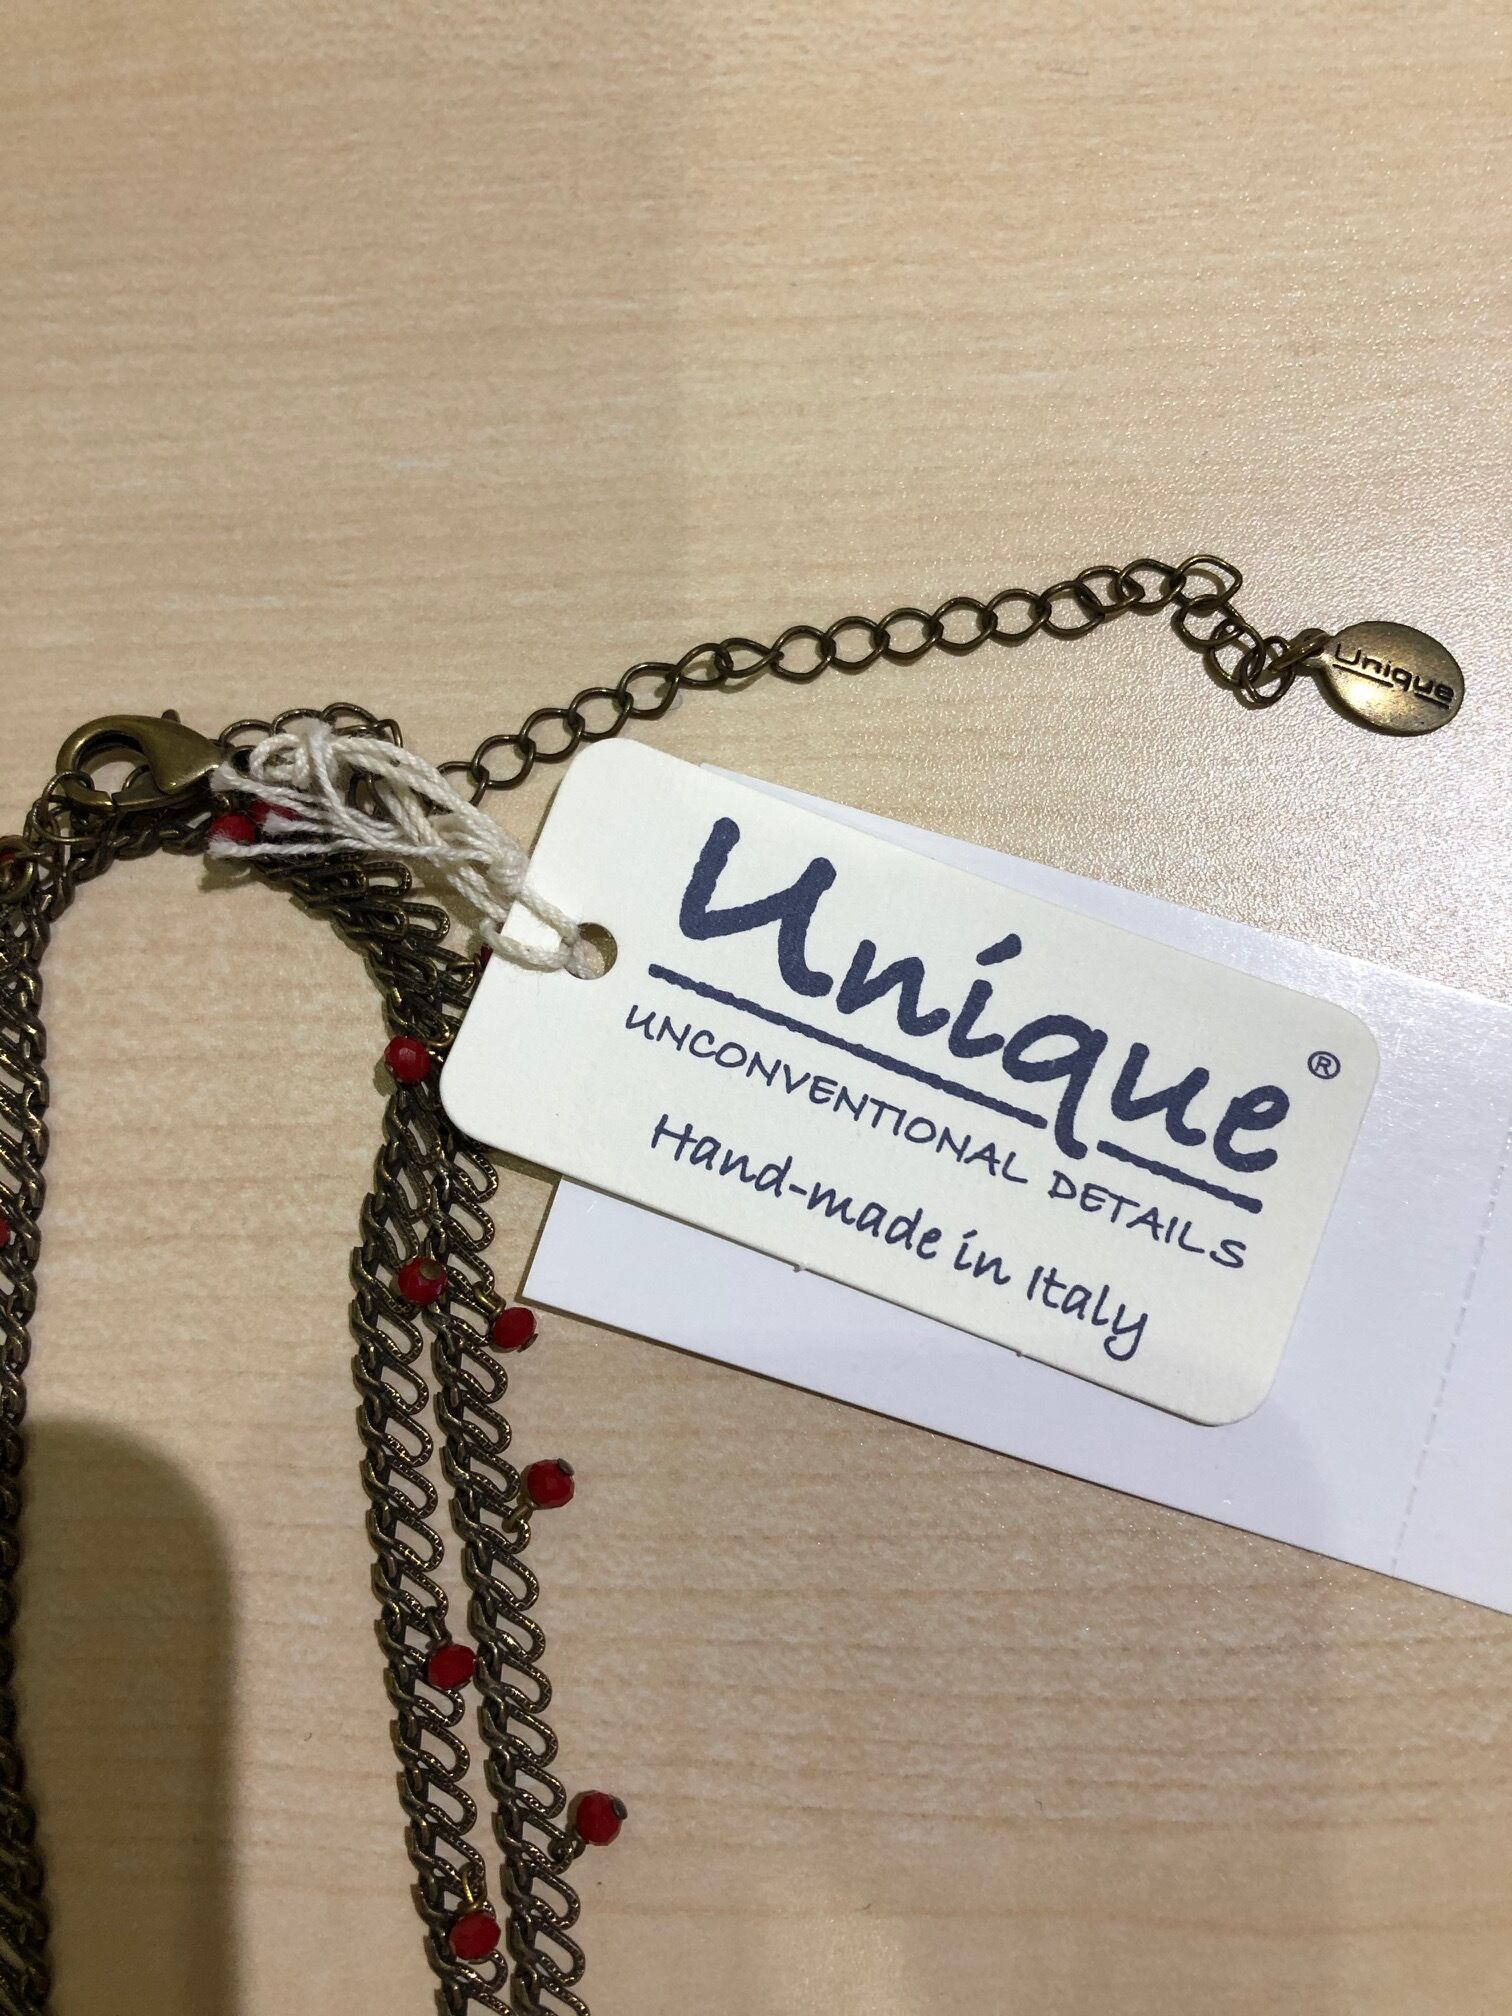 Unique
Unique ®
UNCONVENTIONAL DETAILS
Hand-made in Italy